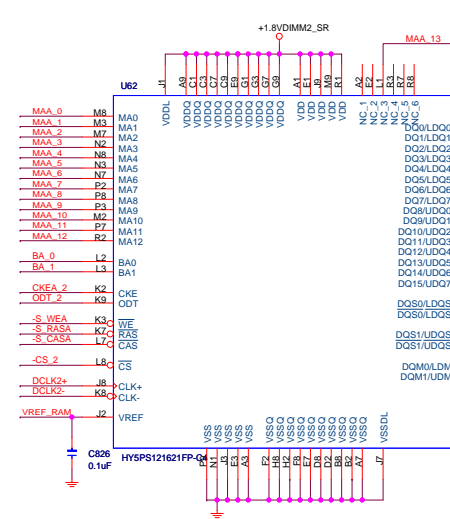 +1.8VDIMM2_SR
MAA_13
U62
J1 A9 C1 C3 C7 C9 E9 G1 G3 G7 G9 A1 E1 J9 M9 R1 A2 E2 L1 R3 R7 R8
VDDL VDDQ VDDQ VDDQ VDDQ VDDQ VDDQ VDDQ VDDQ VDDQ VDDQ VDD VDD VDD VDD VDD NC_1 NC_2 NC_3 NC_4 NC_5 NC_6
MAA_0 M8 MA0 DQ0/LDQ0
MAA_1 M3 MA1 DQ1/LDQ1
MAA_2 M7 MA2 DQ2/LDQ2
MAA_3 N2 MA3 DQ3/LDQ3
MAA_4 N8 MA4 DQ4/LDQ4
MAA_5 N3 MA5 DQ5/LDQ5
MAA_6 N7 MA6 DQ6/LDQ6
MAA_7 P2 MA7 DQ7/LDQ7
MAA_8 P8 MA8 DQ8/UDQ0
MAA_9 P3 MA9 DQ9/UDQ1
MAA_10 M2 MA10 DQ10/UDQ2
MAA_11 P7 MA11 DQ11/UDQ3
MAA_12 R2 MA12 DQ12/UDQ4
DQ13/UDQ5
BA_0 L2 BA0 DQ14/UDQ6
BA_1 L3 BA1 DQ15/UDQ7
CKEA_2 K2 CKE
ODT_2 K9 ODT DQS0/LDQS
DQS0/LDQS
-S_WEA K3 WE
-S_RASA K7 RAS DQS1/UDQS
-S_CASA L7 CAS DQS1/UDQS
-CS_2 L8 CS DQM0/LDM
DQM1/UDM
DCLK2+ J8 CLK+
DCLK2- K8 CLK-
VREF_RAM J2 VREF
VSS VSS VSS VSS VSS VSSQ VSSQ VSSQ VSSQ VSSQ VSSQ VSSQ VSSQ VSSQ VSSQ VSSDL
C826 HY5PS121621FP-C4
0.1uF
N1 J3 E3 A3 F2 H8 H2 F8 E7 D8 D2 B8 B2 A7 J7